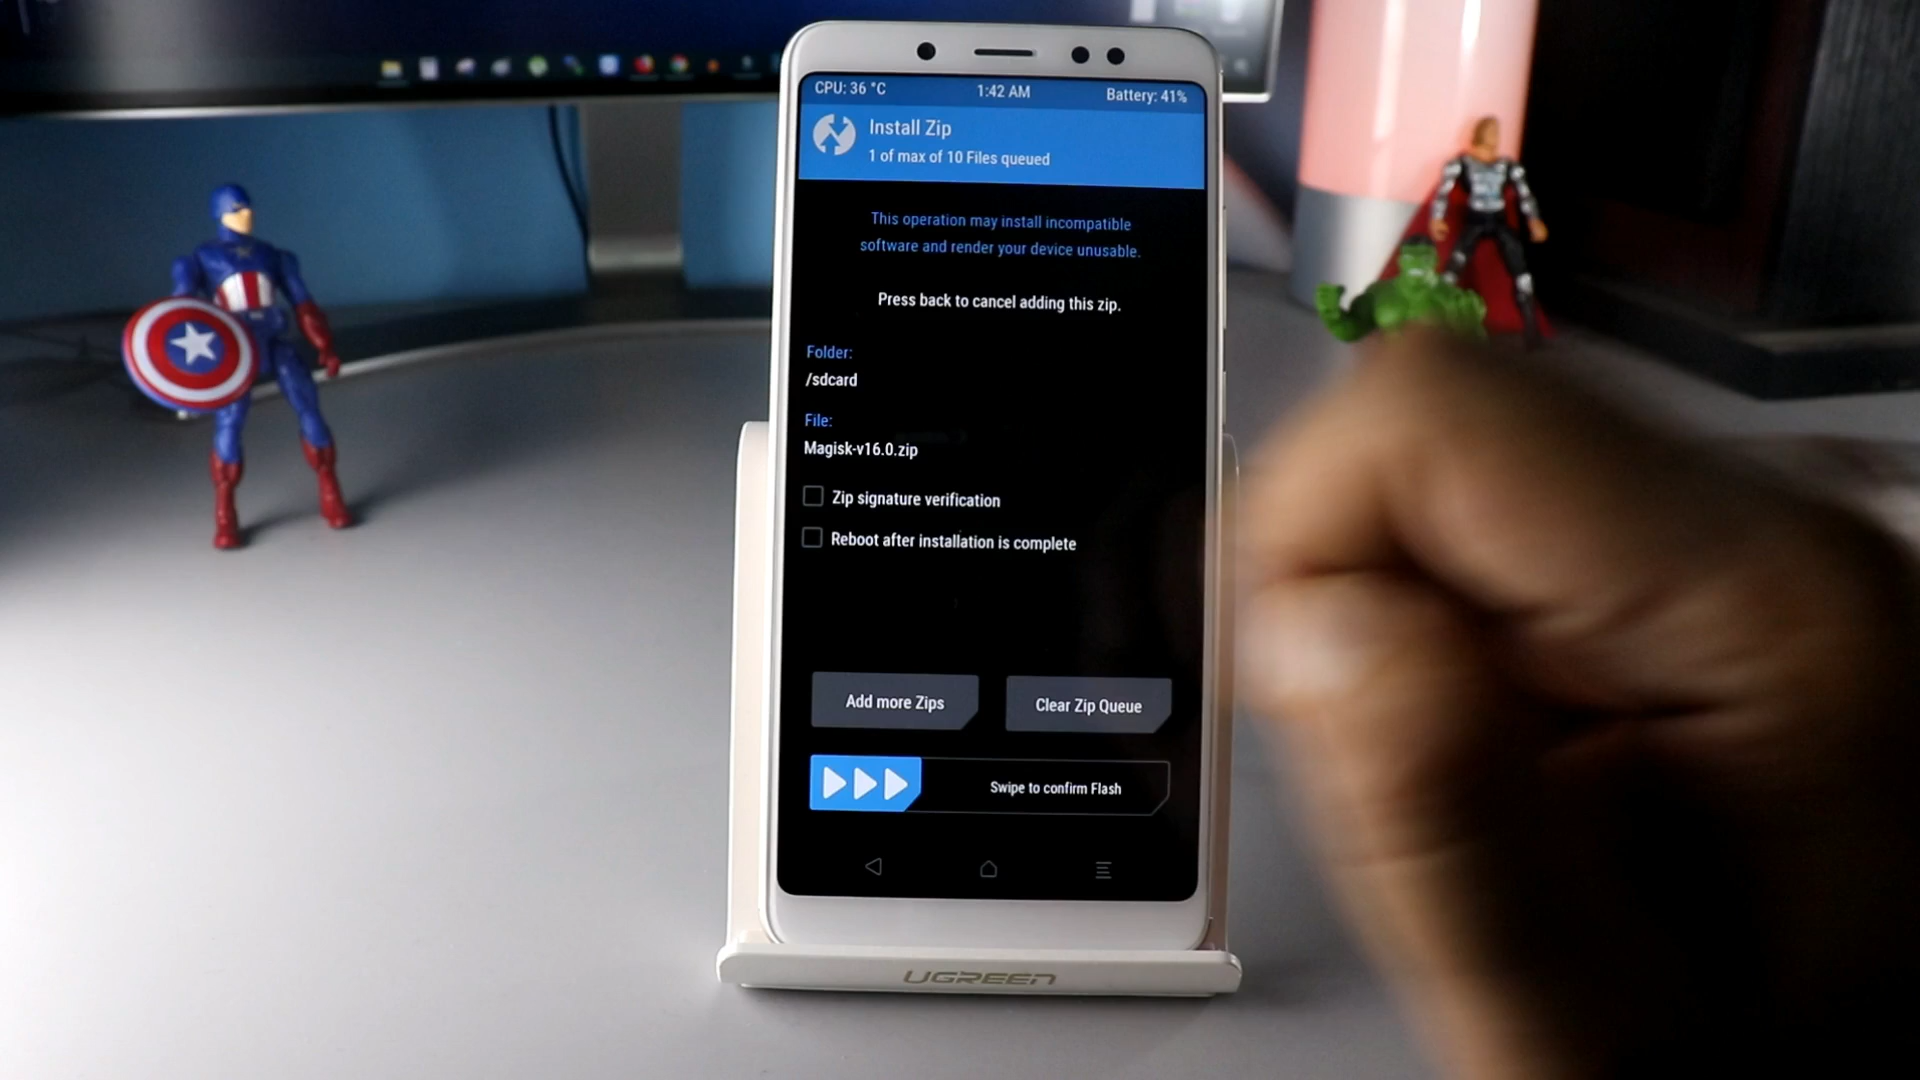 CPU: 36 °C 1:42 AM Battery: 41%
Install Zip
1 of max of 10 Files queued
This operation may install incompatible
software and render your device unusable.
Press back to cancel adding this zip.
Folder:
/sdcard
File:
Magisk-v16.0.zip
Zip signature verification
Reboot after installation is complete
Add more Zips
Clear Zip Queue
Swipe to confirm Flash
UGREEN